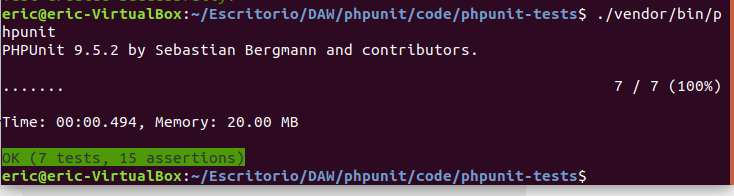 eric@eric-VirtualBox:~/Escritorio/DAW/phpunit/code/phpunit-tests$ ./vendor/bin/p
hpunit
PHPUnit 9.5.2 by Sebastian Bergmann and contributors.
....... 7 / 7 (100%)
Time: 00:00.494, Memory: 20.00 MB
OK (7 tests, 15 assertions)
eric@eric-VirtualBox:~/Escritorio/DAW/phpunit/code/phpunit-tests$